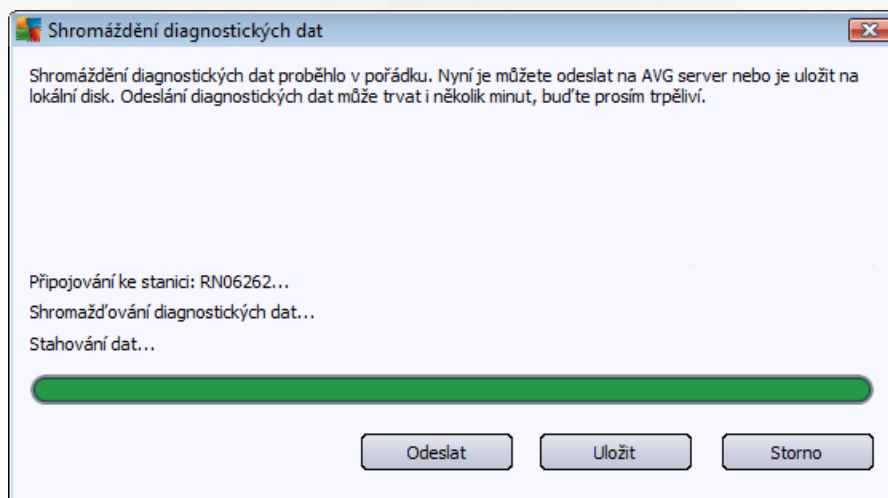 Shromáždění diagnostických dat
Shromáždění diagnostických dat proběhlo v pořádku. Nyní je můžete odeslat na AVG server nebo je uložit na
lokální disk. Odeslání diagnostických dat může trvat i několik minut, buďte prosím trpěliví.
Připojování ke stanici: RN06262...
Shromažďování diagnostických dat...
Stahování dat...
Odeslat
Uložit
Storno